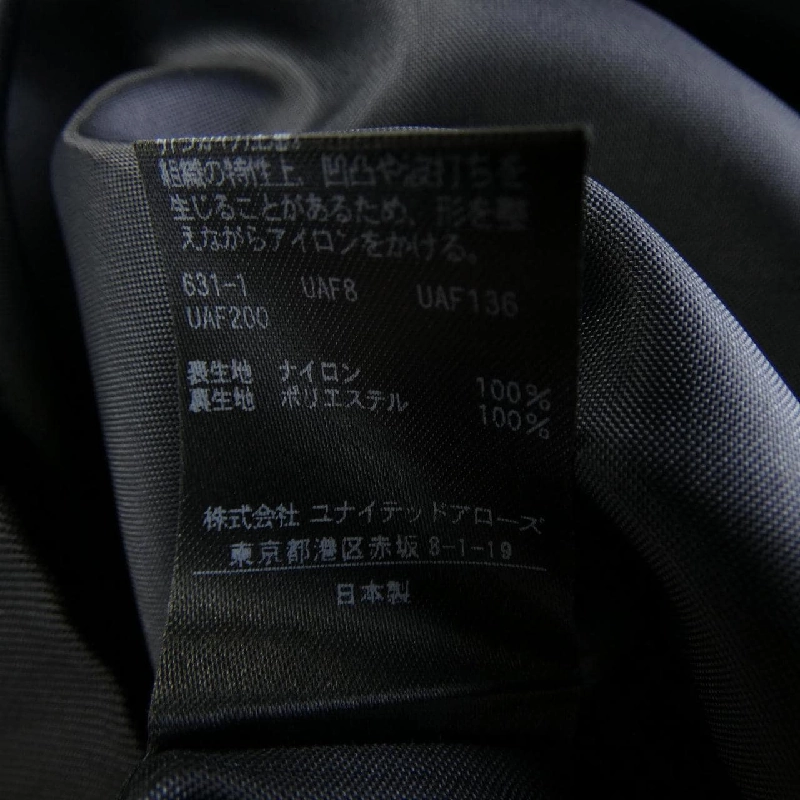 組織の特性上、凹凸や波打ちを
生じることがあるため、形を整
えながらアイロンをかける。
631-1 UAF8 UAF136
UAF200
表生地 ナイロン 100%
裏生地 ポリエステル 100%
株式会社 ユナイテッドアローズ
東京都港区赤坂 8-1-19
日本製